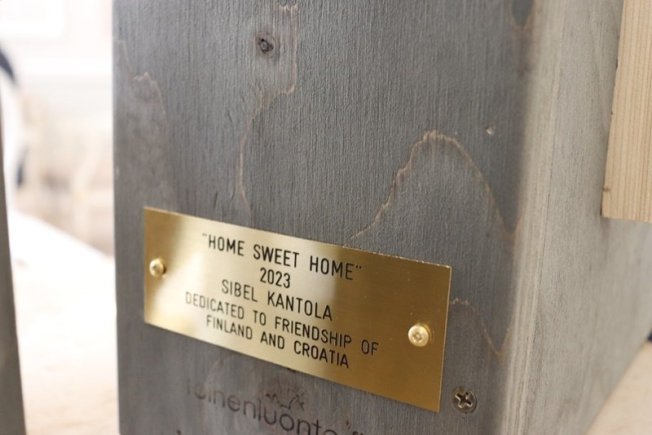 "HOME SWEET HOME"
2023
SIBEL KANTOLA
DEDICATED TO FRIENDSHIP OF
FINLAND AND CROATIA